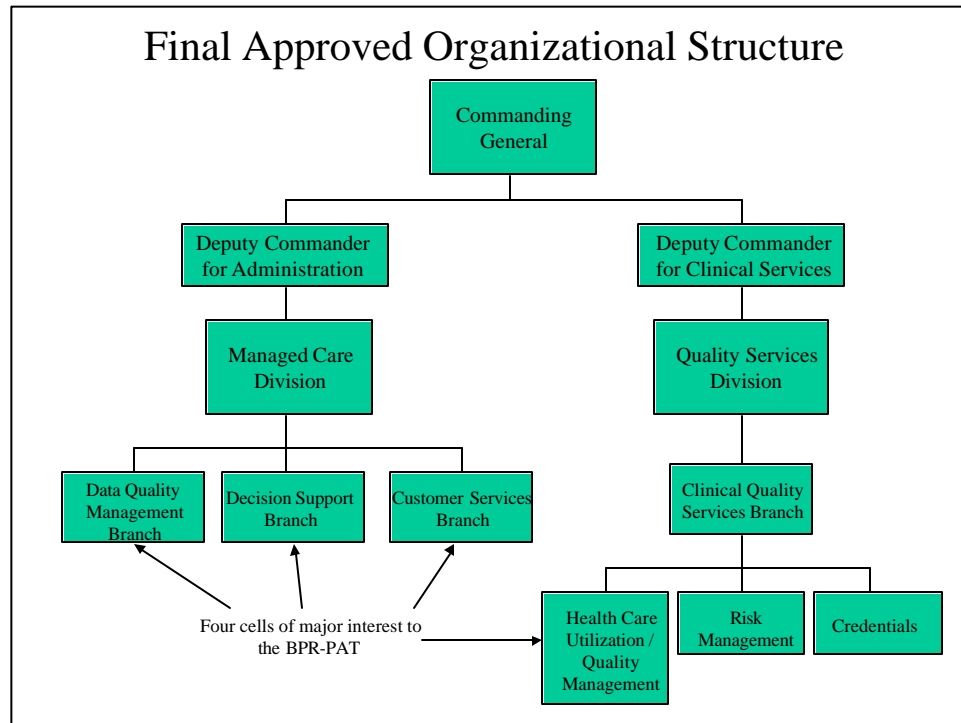 Final Approved Organizational Structure
Commanding
General
Deputy Commander
for Administration
Deputy Commander
for Clinical Services
Managed Care
Division
Quality Services
Division
Data Quality
Management
Branch
Decision Support
Branch
Customer Services
Branch
Clinical Quality
Services Branch
Four cells of major interest to
the BPR-PAT
Health Care
Utilization /
Quality
Management
Risk
Management
Credentials